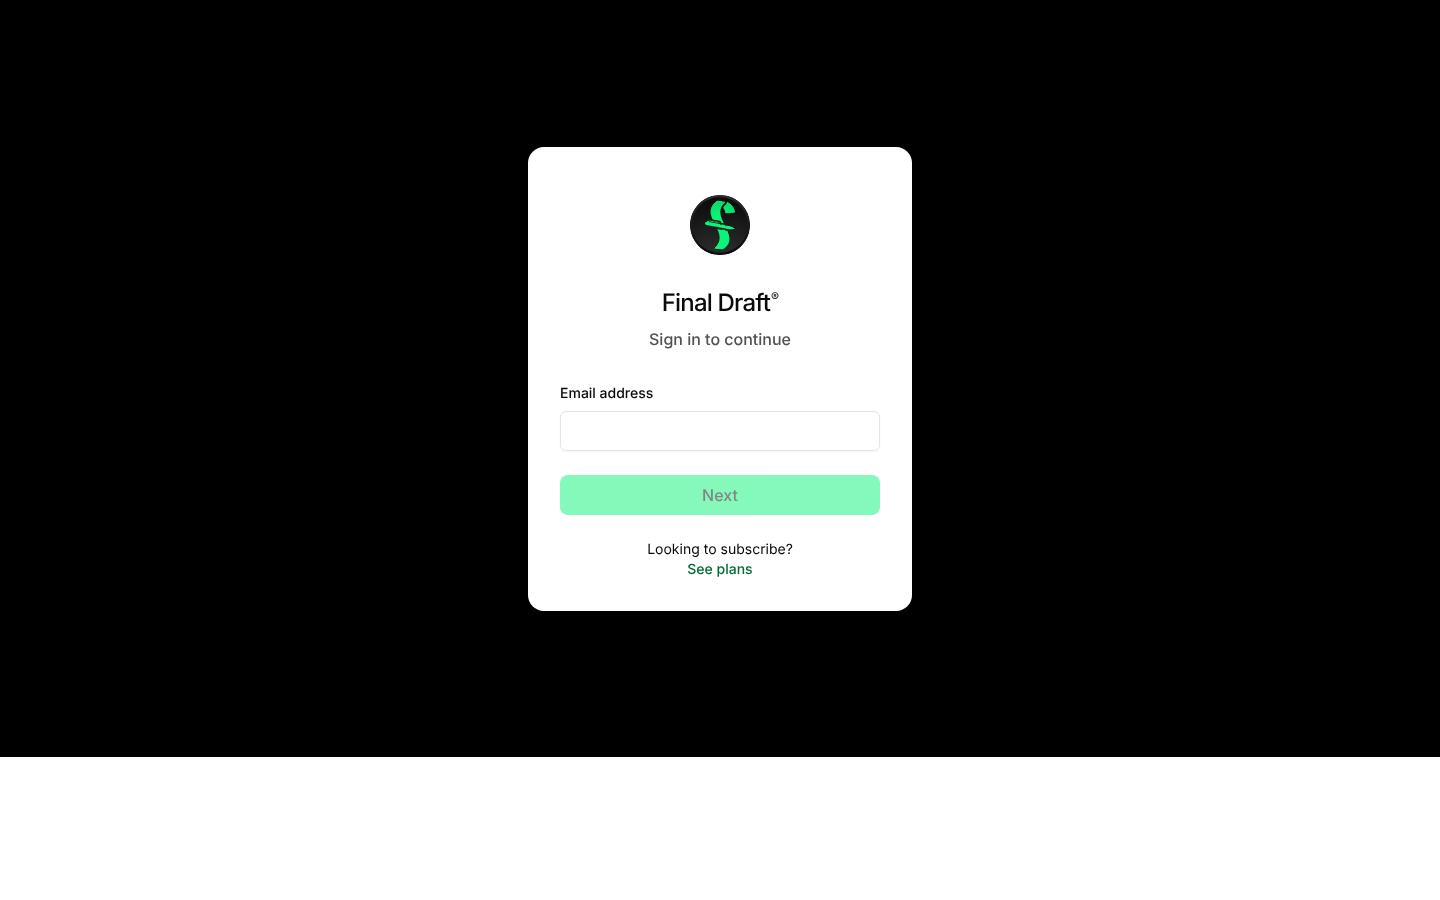 Final Draft®
Sign in to continue
Email address
Next
Looking to subscribe?
See plans